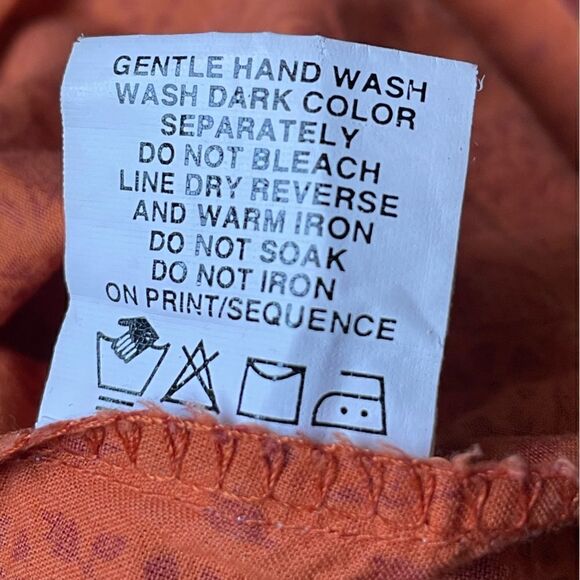 GENTLE HAND WASH
WASH DARK COLOR
SEPARATELY
DO NOT BLEACH
LINE DRY REVERSE
AND WARM IRON
DO NOT SOAK
DO NOT IRON
ON PRINT/SEQUENCE